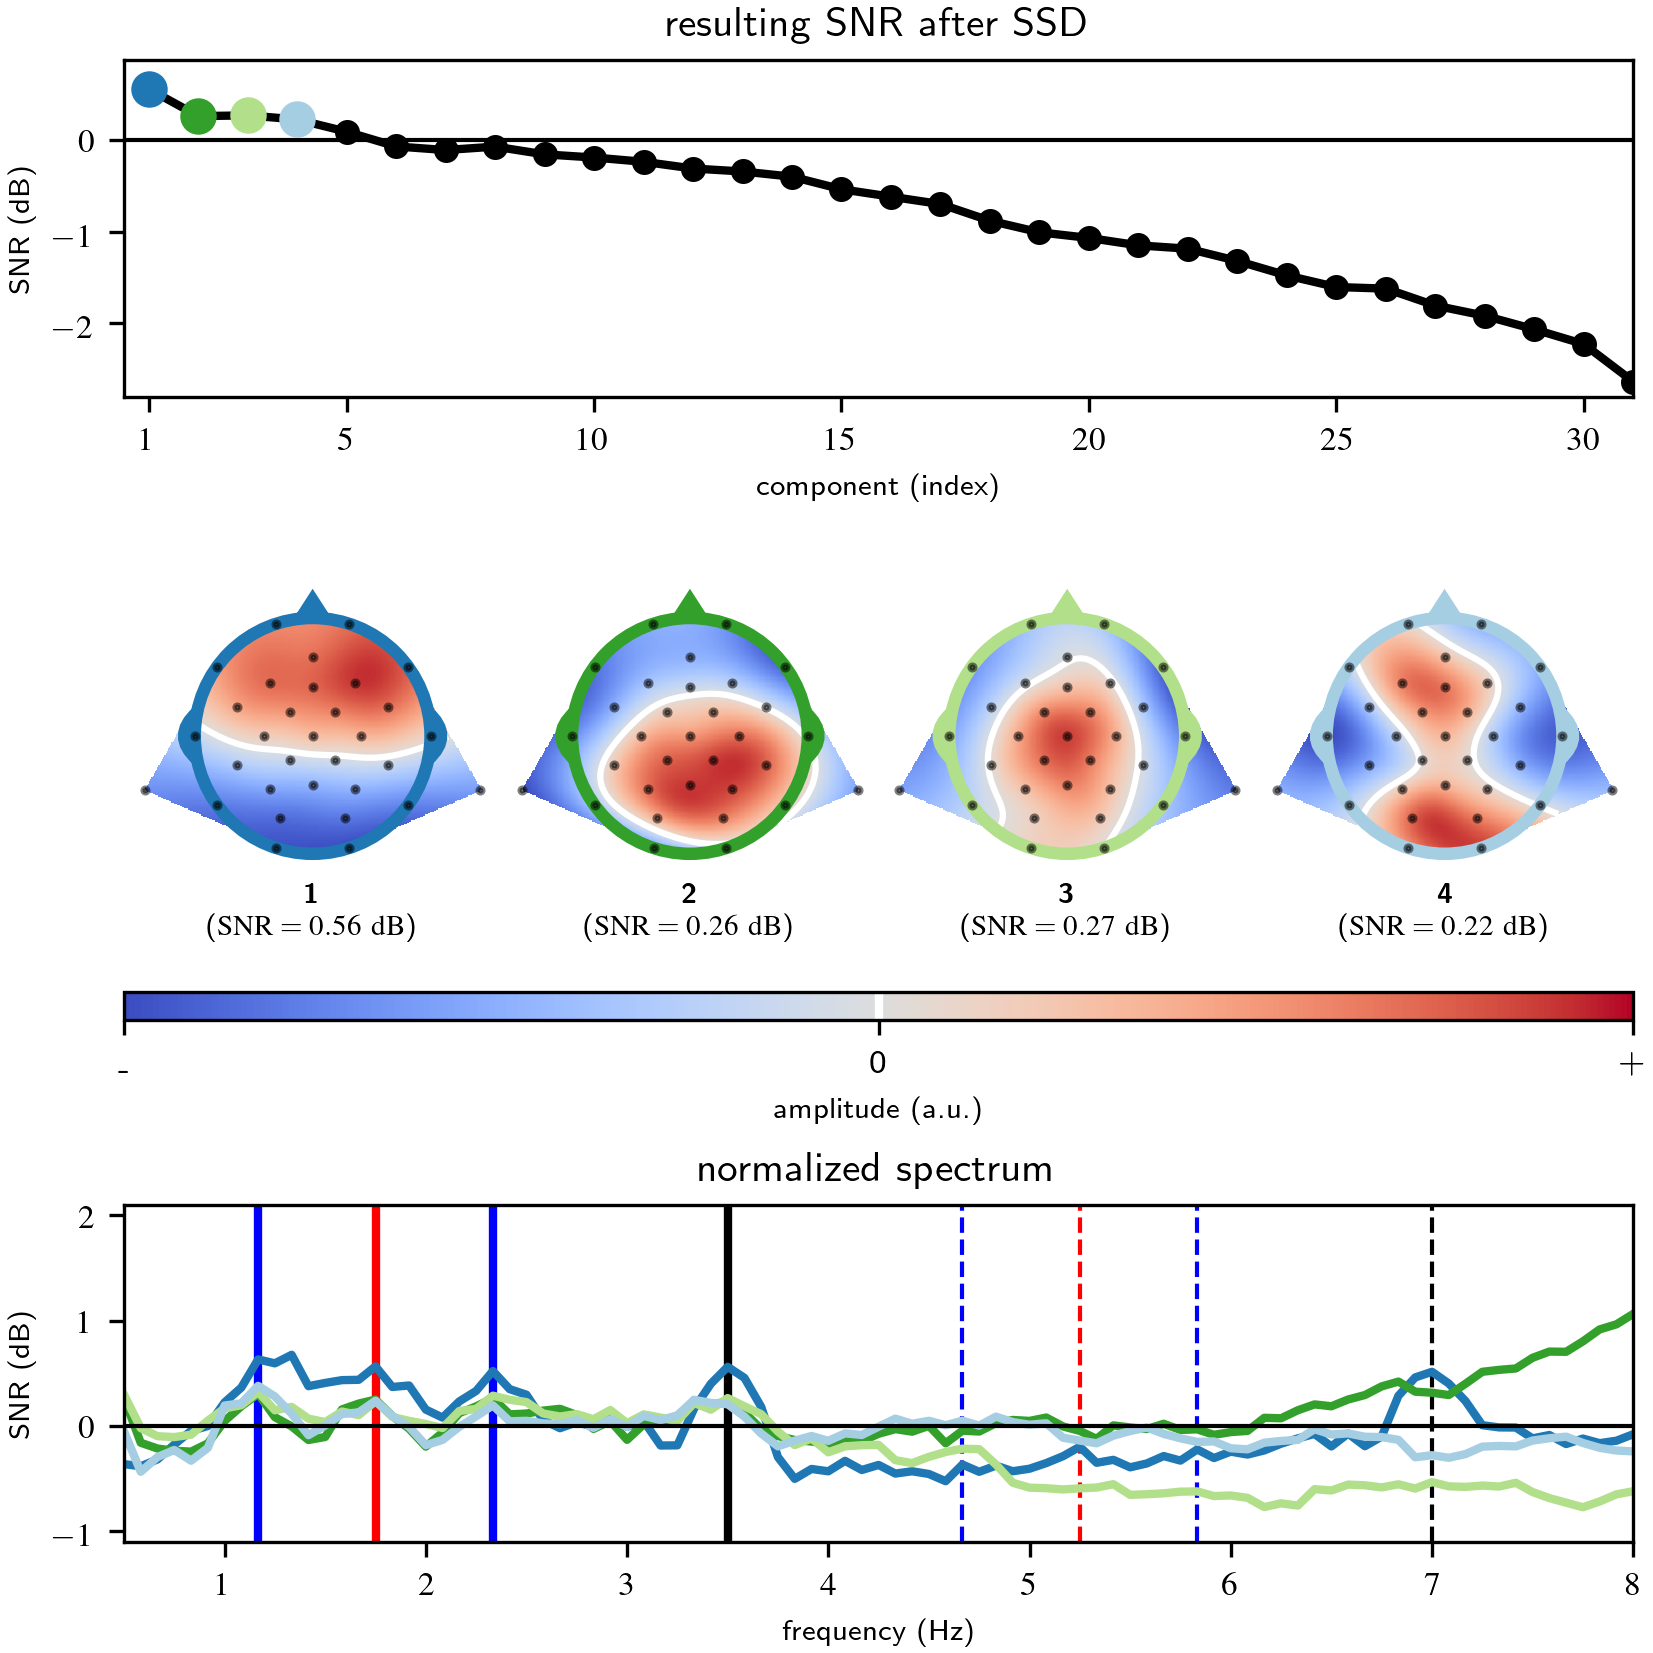 resulting SNR after SSD
0
−1
−2
SNR (dB)
1 5 10 15 20 25 30
component (index)
1 2 3 4
(SNR = 0.56 dB) (SNR = 0.26 dB) (SNR = 0.27 dB) (SNR = 0.22 dB)
- 0 +
amplitude (a.u.)
normalized spectrum
2
1
0
−1
SNR (dB)
1 2 3 4 5 6 7 8
frequency (Hz)